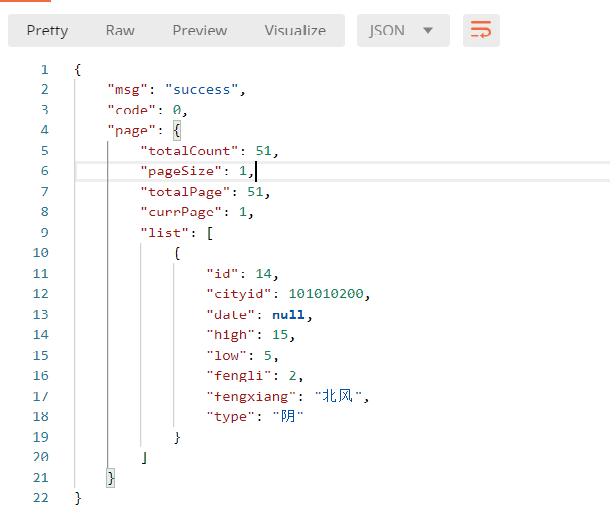 Pretty Raw Preview Visualize JSON
1 {
2 "msg": "success",
3 "code": 0,
4 "page": {
5 "totalCount": 51,
6 "pageSize": 1,
7 "totalPage": 51,
8 "currPage": 1,
9 "list": [
10 {
11 "id": 14,
12 "cityid": 101010200,
13 "date": null,
14 "high": 15,
15 "low": 5,
16 "fengli": 2,
17 "fengxiang": "北风",
18 "type": "阴"
19 }
20 ]
21 }
22 }